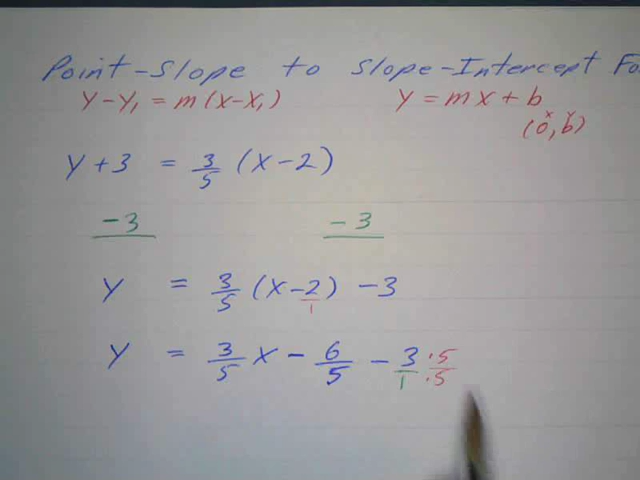 Point-Slope to Slope-Intercept Fo
y-y₁ = m(x-x₁) y = mx + b
(0, b)
x y
y + 3 = 3/5 (x - 2)
-3 -3
y = 3/5 (x - 2/1) - 3
y = 3/5 x - 6/5 - 3/1 ·5/·5